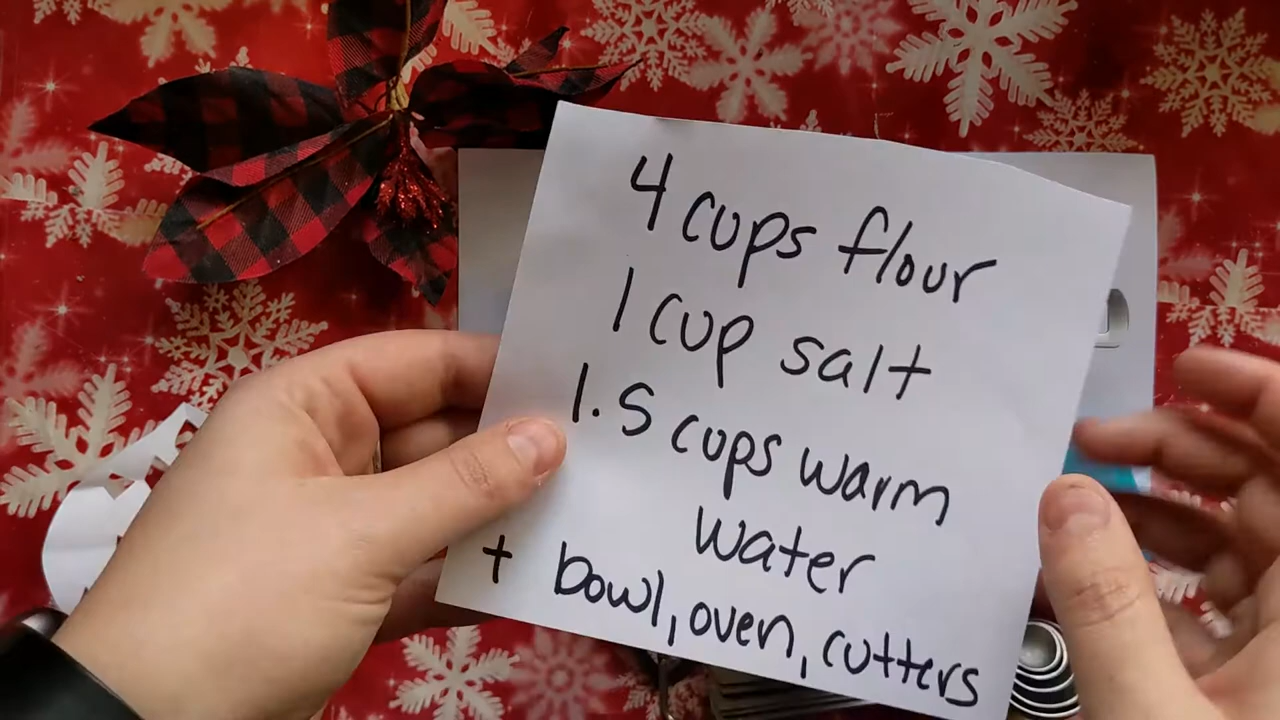 4 cups flour
1 cup salt
1.5 cups warm
water
+ bowl, oven, cutters